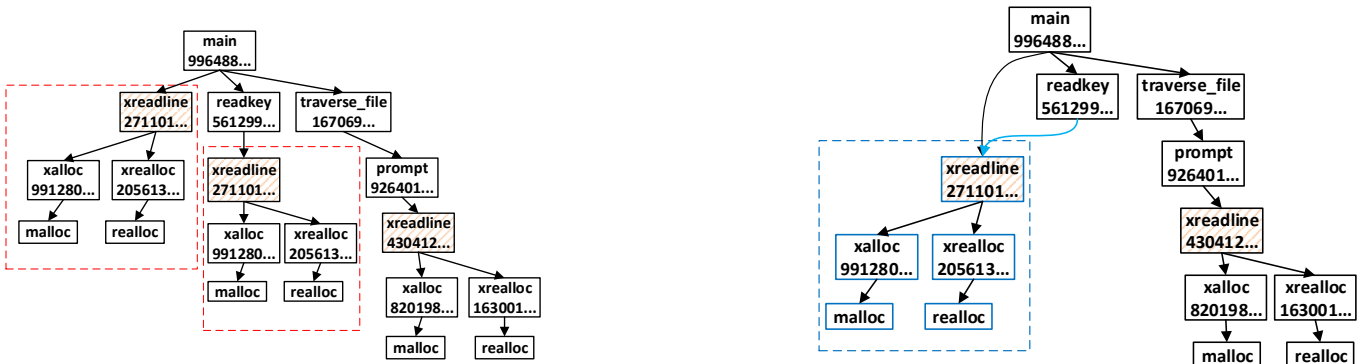 main
996488...
xreadline
271101...
readkey
561299...
traverse_file
167069...
xalloc
991280...
xrealloc
205613...
xreadline
271101...
prompt
926401...
malloc
realloc
xalloc
991280...
xrealloc
205613...
xreadline
430412...
malloc
realloc
xalloc
820198...
xrealloc
163001...
malloc
realloc
main
996488...
readkey
561299...
traverse_file
167069...
xreadline
271101...
prompt
926401...
xalloc
991280...
xrealloc
205613...
xreadline
430412...
malloc
realloc
xalloc
820198...
xrealloc
163001...
malloc
realloc